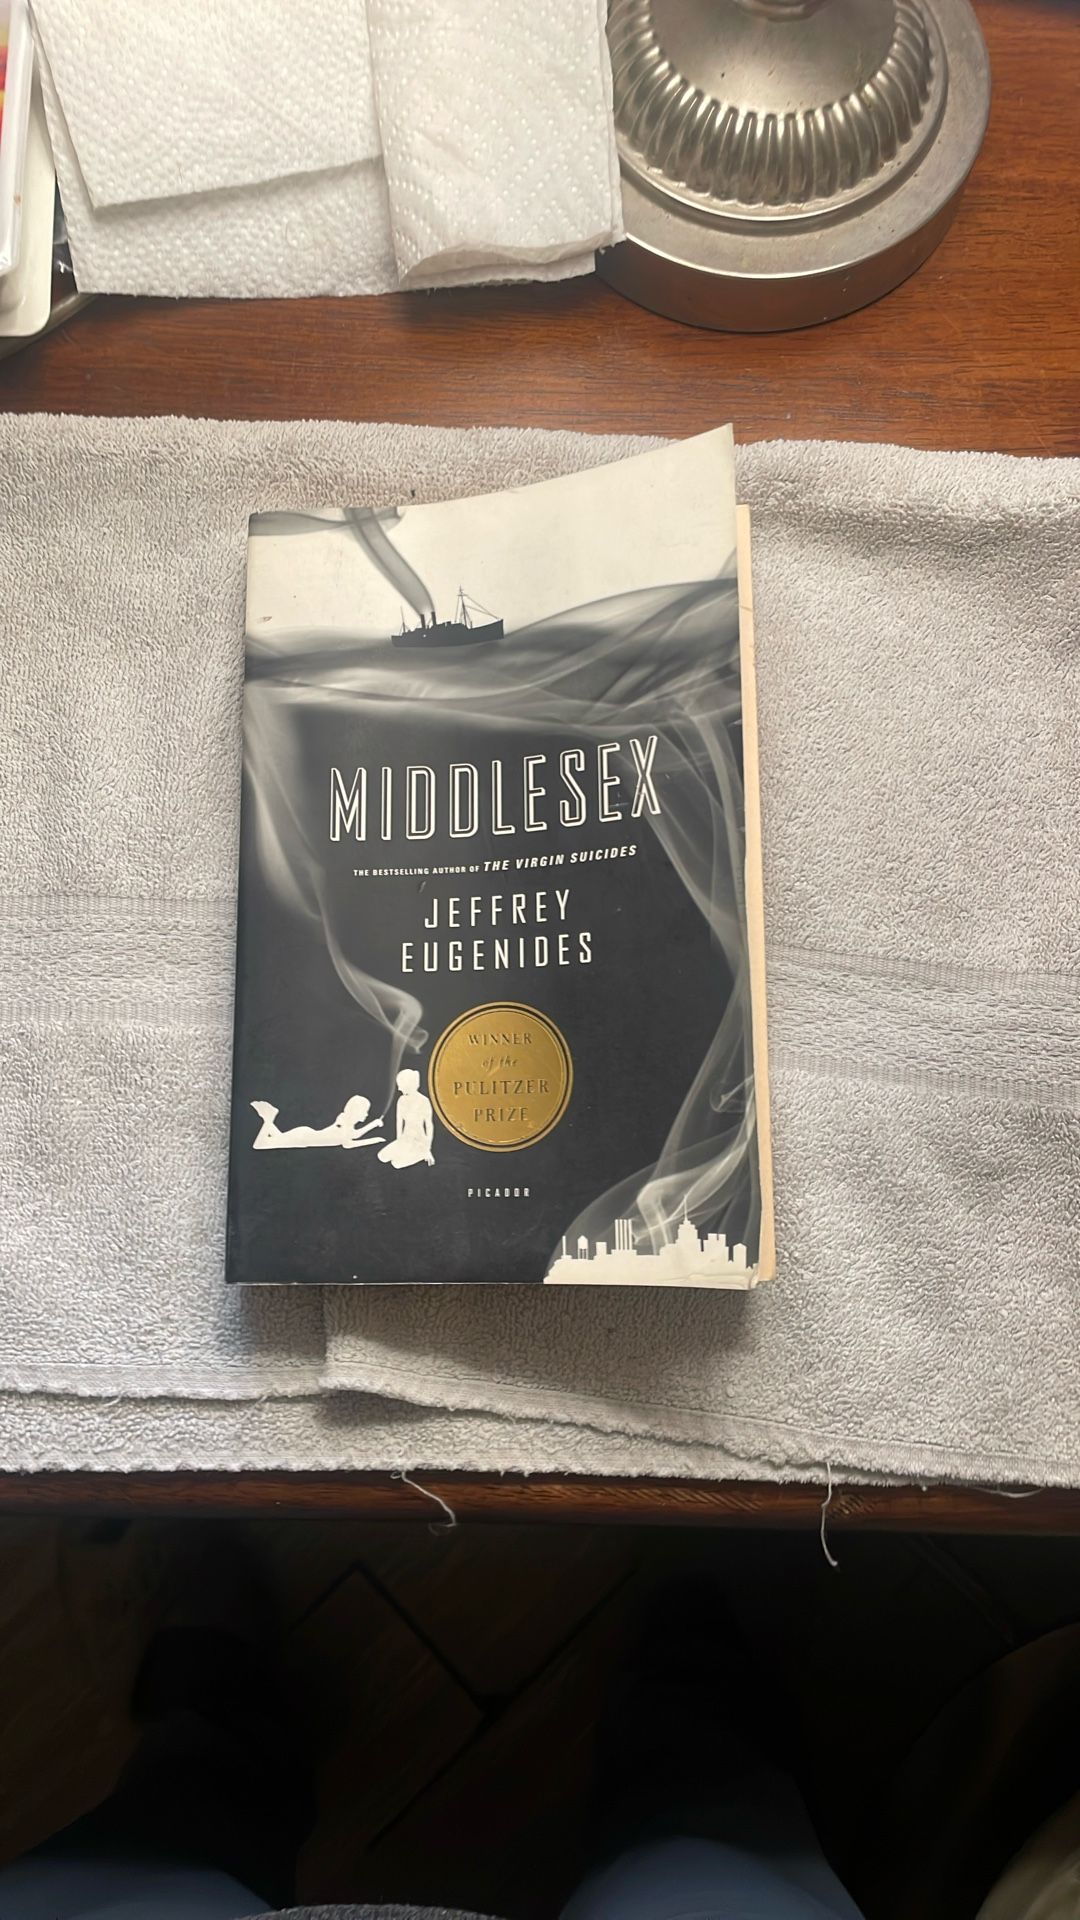 MIDDLESEX
THE BESTSELLING AUTHOR OF THE VIRGIN SUICIDES
JEFFREY
EUGENIDES
WINNER
of the
PULITZER
PRIZE
PICADOR